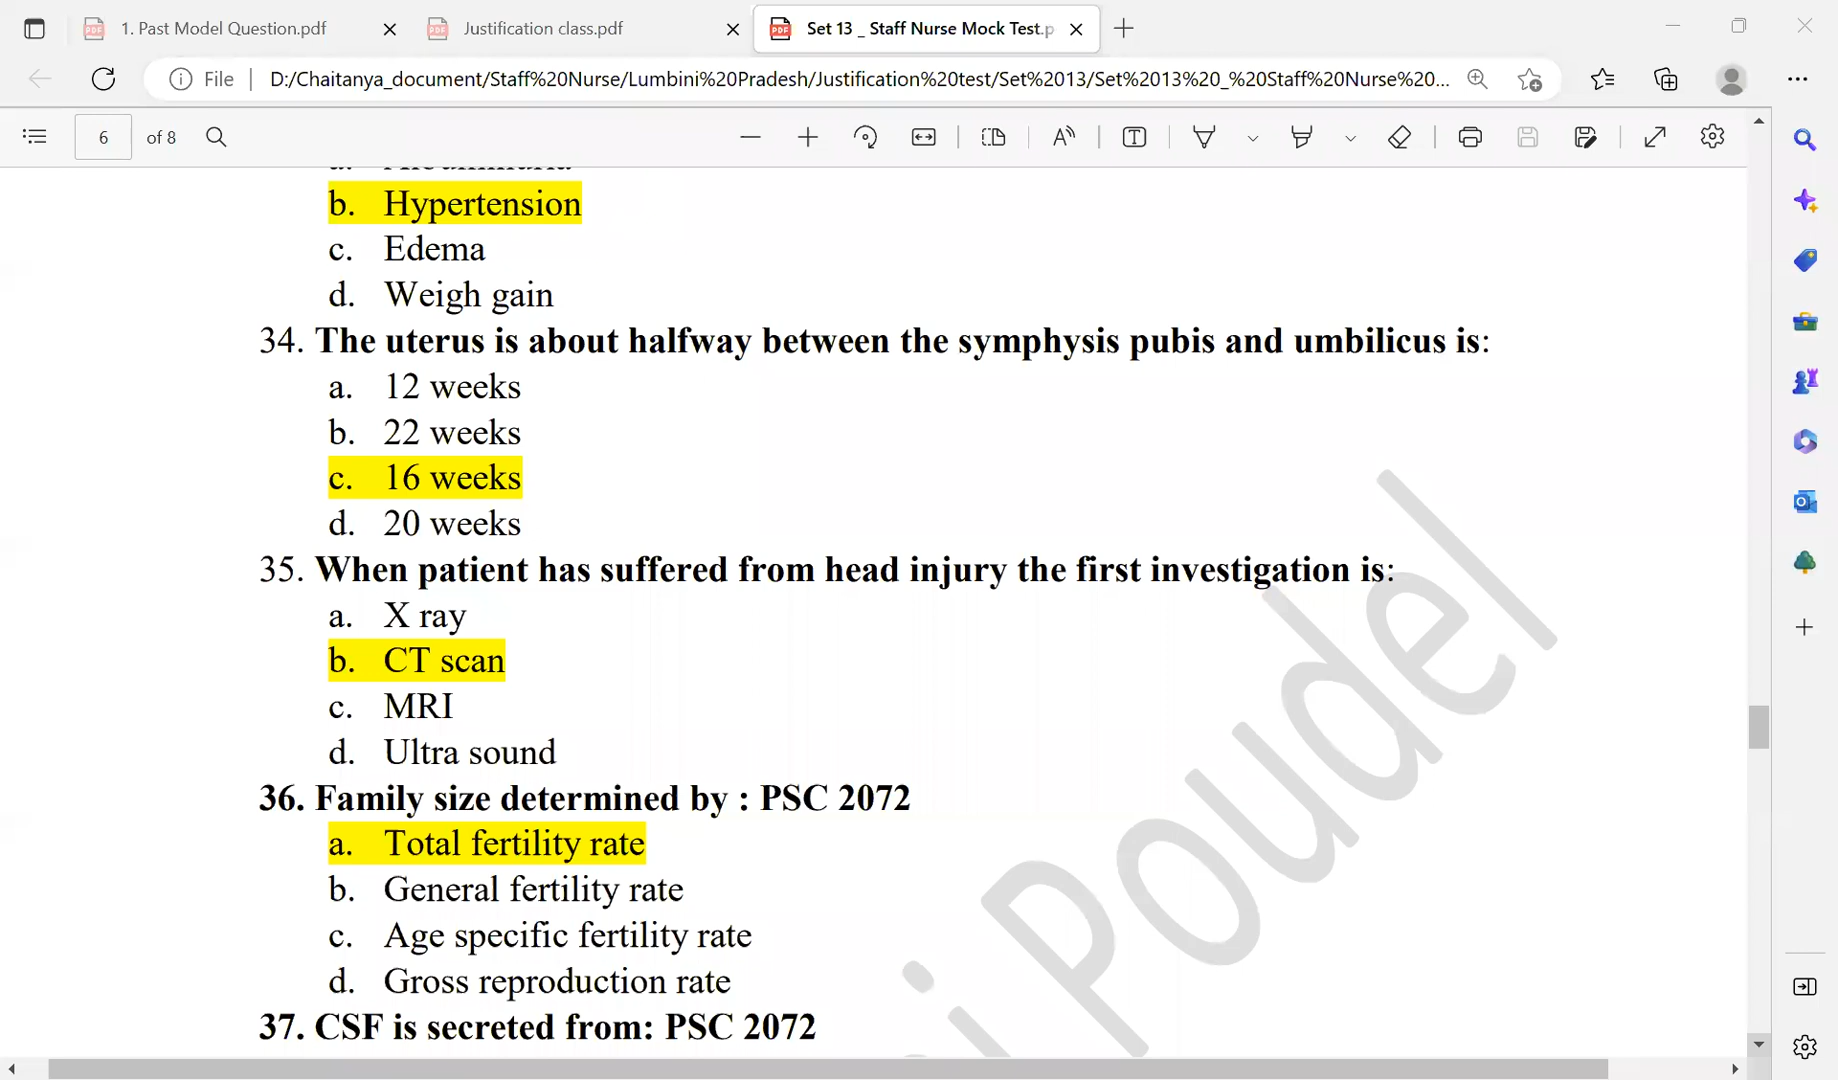 1. Past Model Question.pdf
Justification class.pdf
Set 13 _ Staff Nurse Mock Test.p
File
D:/Chaitanya_document/Staff%20Nurse/Lumbini%20Pradesh/Justification%20test/Set%2013/Set%2013%20_%20Staff%20Nurse%20...
6 of 8
b. Hypertension
c. Edema
d. Weigh gain
34. The uterus is about halfway between the symphysis pubis and umbilicus is:
a. 12 weeks
b. 22 weeks
c. 16 weeks
d. 20 weeks
35. When patient has suffered from head injury the first investigation is:
a. X ray
b. CT scan
c. MRI
d. Ultra sound
36. Family size determined by : PSC 2072
a. Total fertility rate
b. General fertility rate
c. Age specific fertility rate
d. Gross reproduction rate
37. CSF is secreted from: PSC 2072
i Poudel